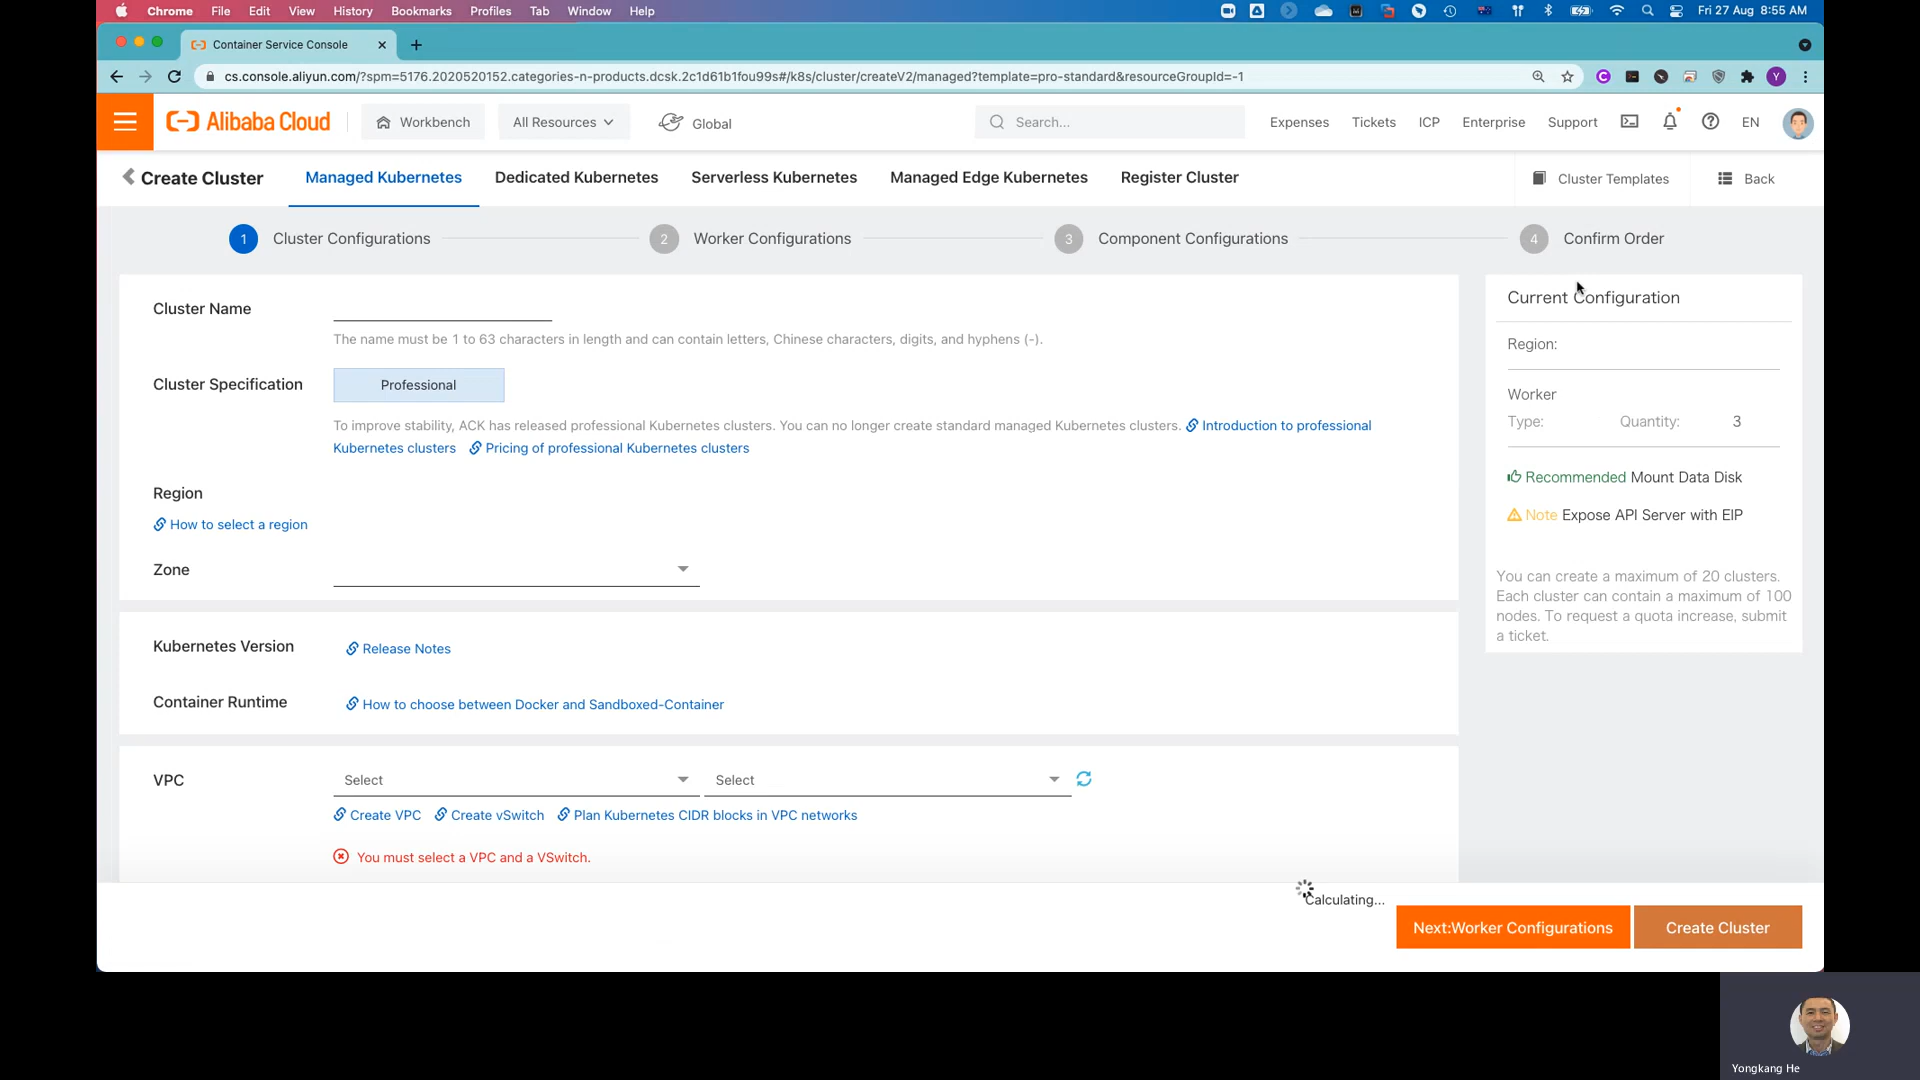 Chrome File Edit View History Bookmarks Profiles Tab Window Help Fri 27 Aug 8:55 AM
Container Service Console
cs.console.aliyun.com/?spm=5176.2020520152.categories-n-products.dcsk.2c1d61b1fou99s#/k8s/cluster/createV2/managed?template=pro-standard&resourceGroupId=-1
Y
Alibaba Cloud Workbench All Resources Global Search... Expenses Tickets ICP Enterprise Support EN
Create Cluster Managed Kubernetes Dedicated Kubernetes Serverless Kubernetes Managed Edge Kubernetes Register Cluster Cluster Templates Back
1 Cluster Configurations 2 Worker Configurations 3 Component Configurations 4 Confirm Order
Cluster Name
The name must be 1 to 63 characters in length and can contain letters, Chinese characters, digits, and hyphens (-).
Cluster Specification Professional
To improve stability, ACK has released professional Kubernetes clusters. You can no longer create standard managed Kubernetes clusters. Introduction to professional
Kubernetes clusters Pricing of professional Kubernetes clusters
Region
How to select a region
Zone
Kubernetes Version Release Notes
Container Runtime How to choose between Docker and Sandboxed-Container
VPC Select Select
Create VPC Create vSwitch Plan Kubernetes CIDR blocks in VPC networks
You must select a VPC and a VSwitch.
Current Configuration
Region:
Worker
Type: Quantity: 3
Recommended Mount Data Disk
Note Expose API Server with EIP
You can create a maximum of 20 clusters.
Each cluster can contain a maximum of 100
nodes. To request a quota increase, submit
a ticket.
Calculating...
Next:Worker Configurations Create Cluster
Yongkang He